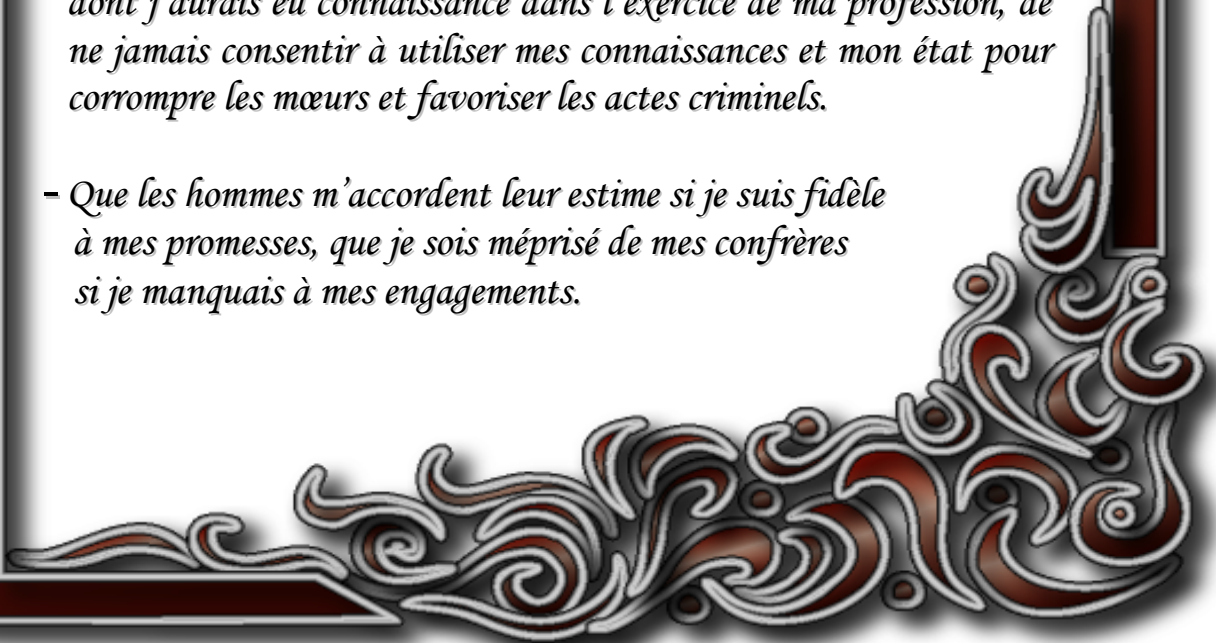 dont j'aurais eu connaissance dans l'exercice de ma profession, de
ne jamais consentir à utiliser mes connaissances et mon état pour
corrompre les mœurs et favoriser les actes criminels.
- Que les hommes m’accordent leur estime si je suis fidèle
à mes promesses, que je sois méprisé de mes confrères
si je manquais à mes engagements.